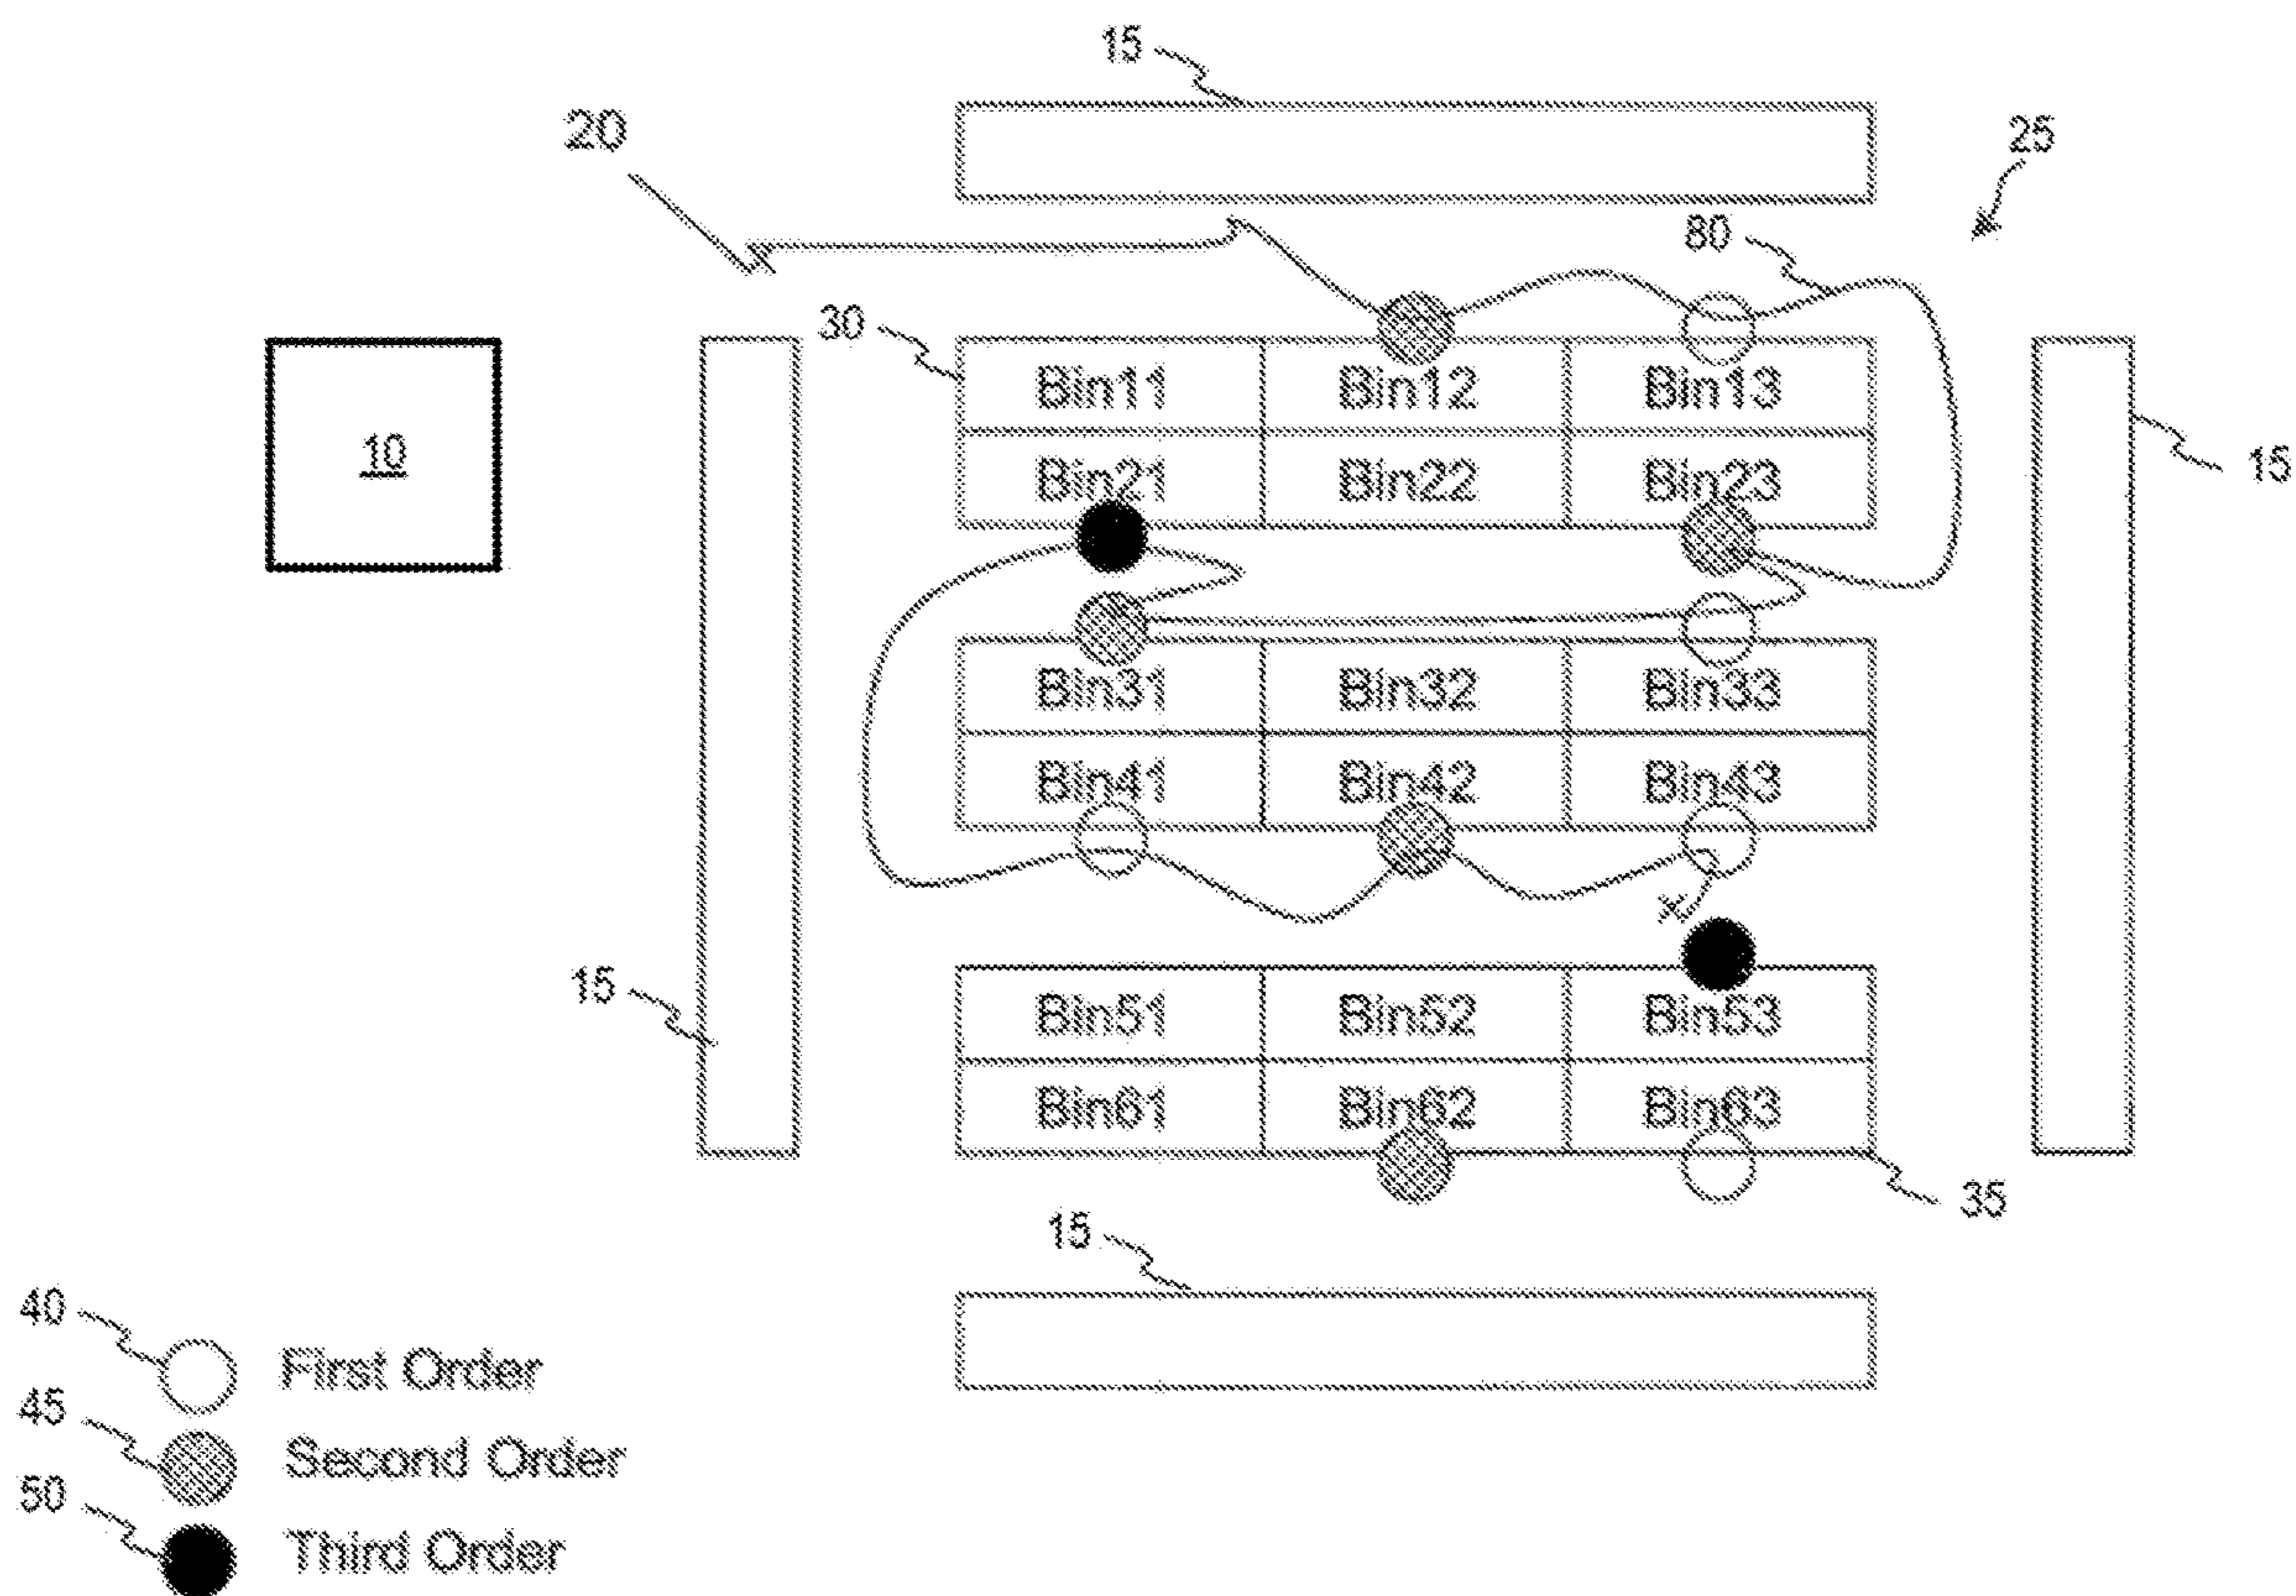 15
20
25
80
30
Bin11 Bin12 Bin13
10
15
Bin21 Bin22 Bin23
Bin31 Bin32 Bin33
Bin41 Bin42 Bin43
15
Bin51 Bin52 Bin53
Bin61 Bin62 Bin63
35
15
40 First Order
45 Second Order
50 Third Order